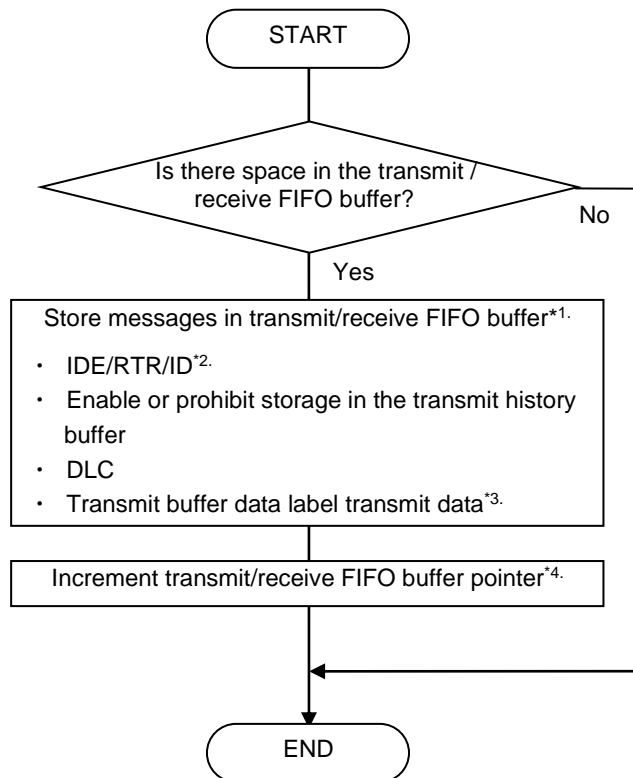 START
Is there space in the transmit /
receive FIFO buffer?
No
Yes
Store messages in transmit/receive FIFO buffer*1.
・ IDE/RTR/ID*2.
・ Enable or prohibit storage in the transmit history
buffer
・ DLC
・ Transmit buffer data label transmit data*3.
Increment transmit/receive FIFO buffer pointer*4.
END